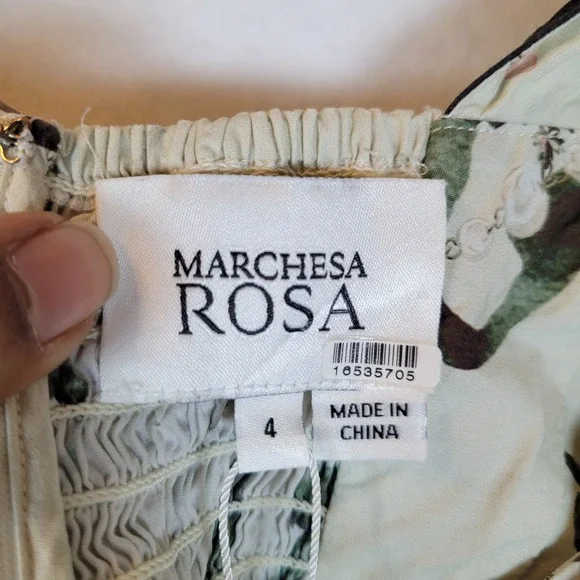 MARCHESA
ROSA
16535705
4
MADE IN
CHINA